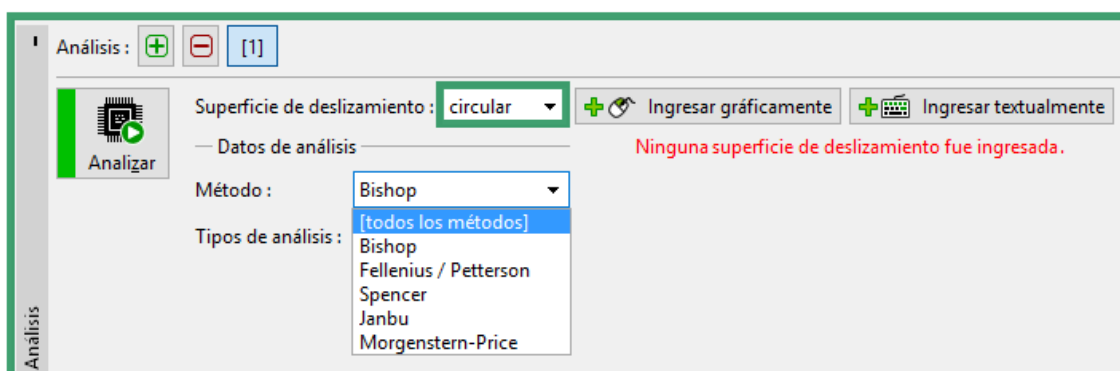 Análisis : [1]
Analizar
Superficie de deslizamiento : circular Ingresar gráficamente Ingresar textualmente
Datos de análisis Ninguna superficie de deslizamiento fue ingresada.
Método : Bishop
Tipos de análisis : [todos los métodos]
Bishop
Fellenius / Petterson
Spencer
Janbu
Morgenstern-Price
Análisis